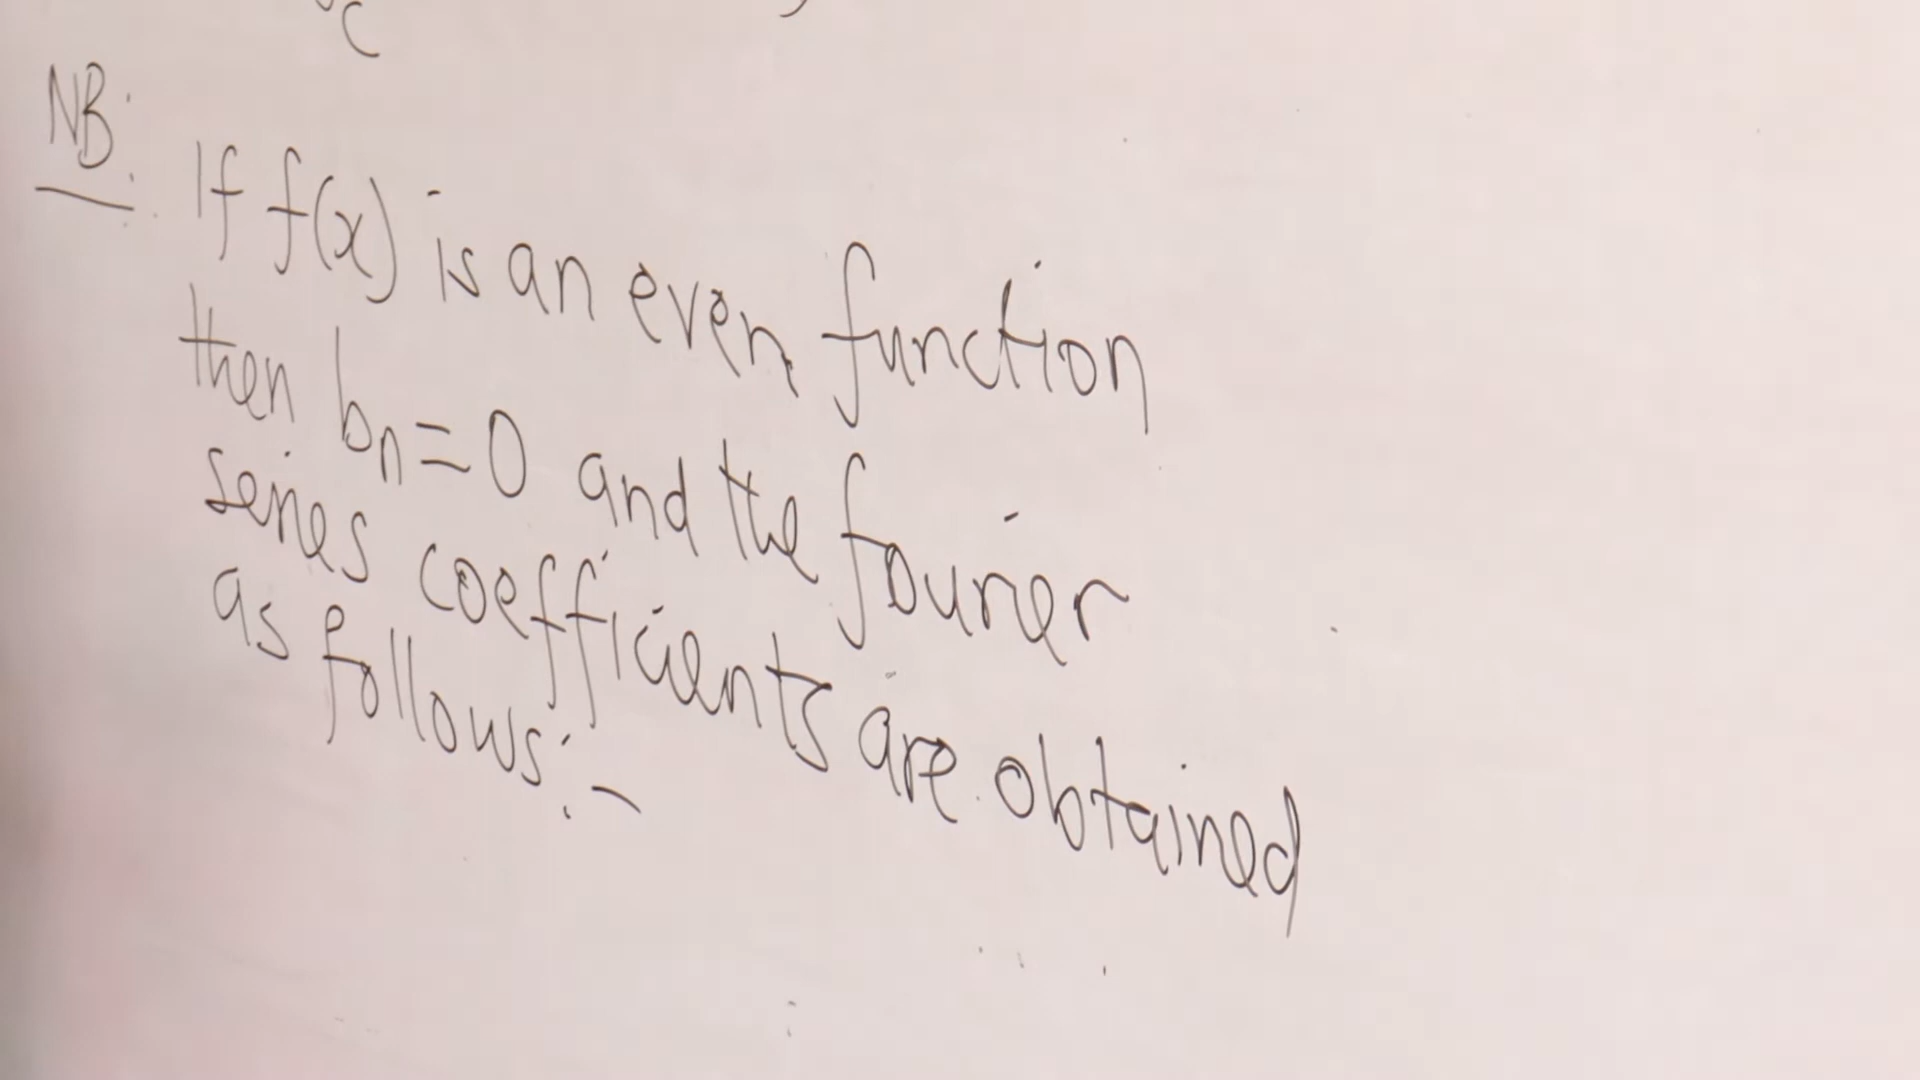 C
NB:
If f(x) is an even function
then bn=0 and the fourier
series coefficients are obtained
as follows:-